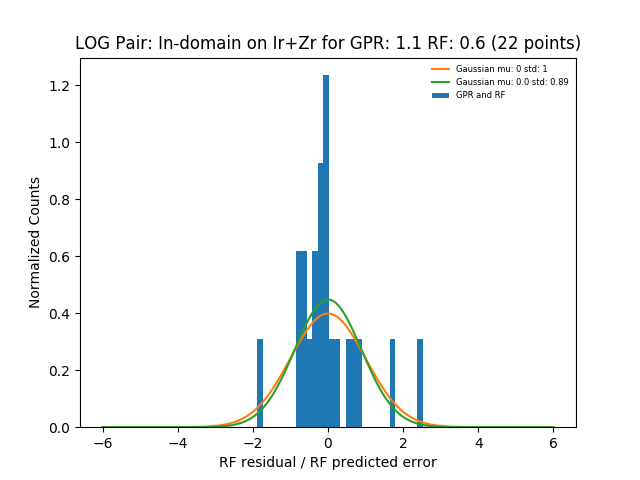 LOG Pair: In-domain on Ir+Zr for GPR: 1.1 RF: 0.6 (22 points)
Gaussian mu: 0 std: 1
Gaussian mu: 0.0 std: 0.89
GPR and RF
1.2
1.0
0.8
0.6
0.4
0.2
0.0
Normalized Counts
−6 −4 −2 0 2 4 6
RF residual / RF predicted error